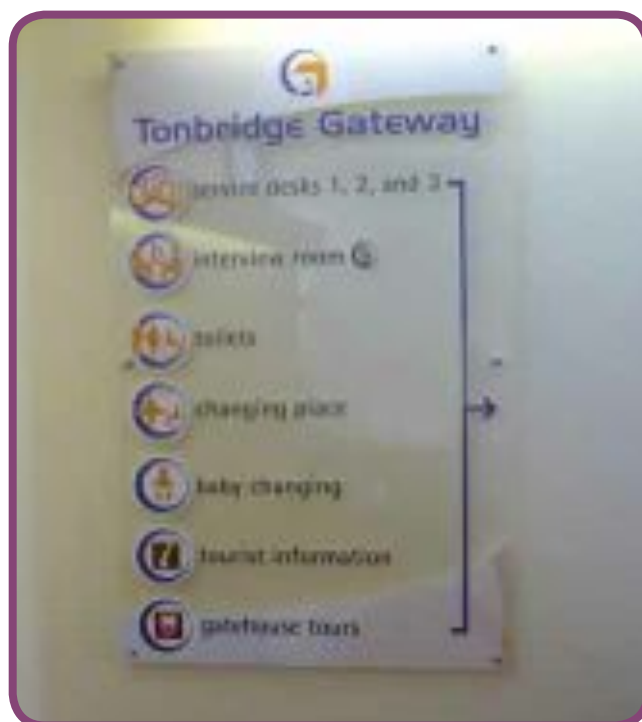 Tonbridge Gateway
service desks 1, 2, and 3
interview room G
toilets
changing place
baby changing
tourist information
gatehouse tours